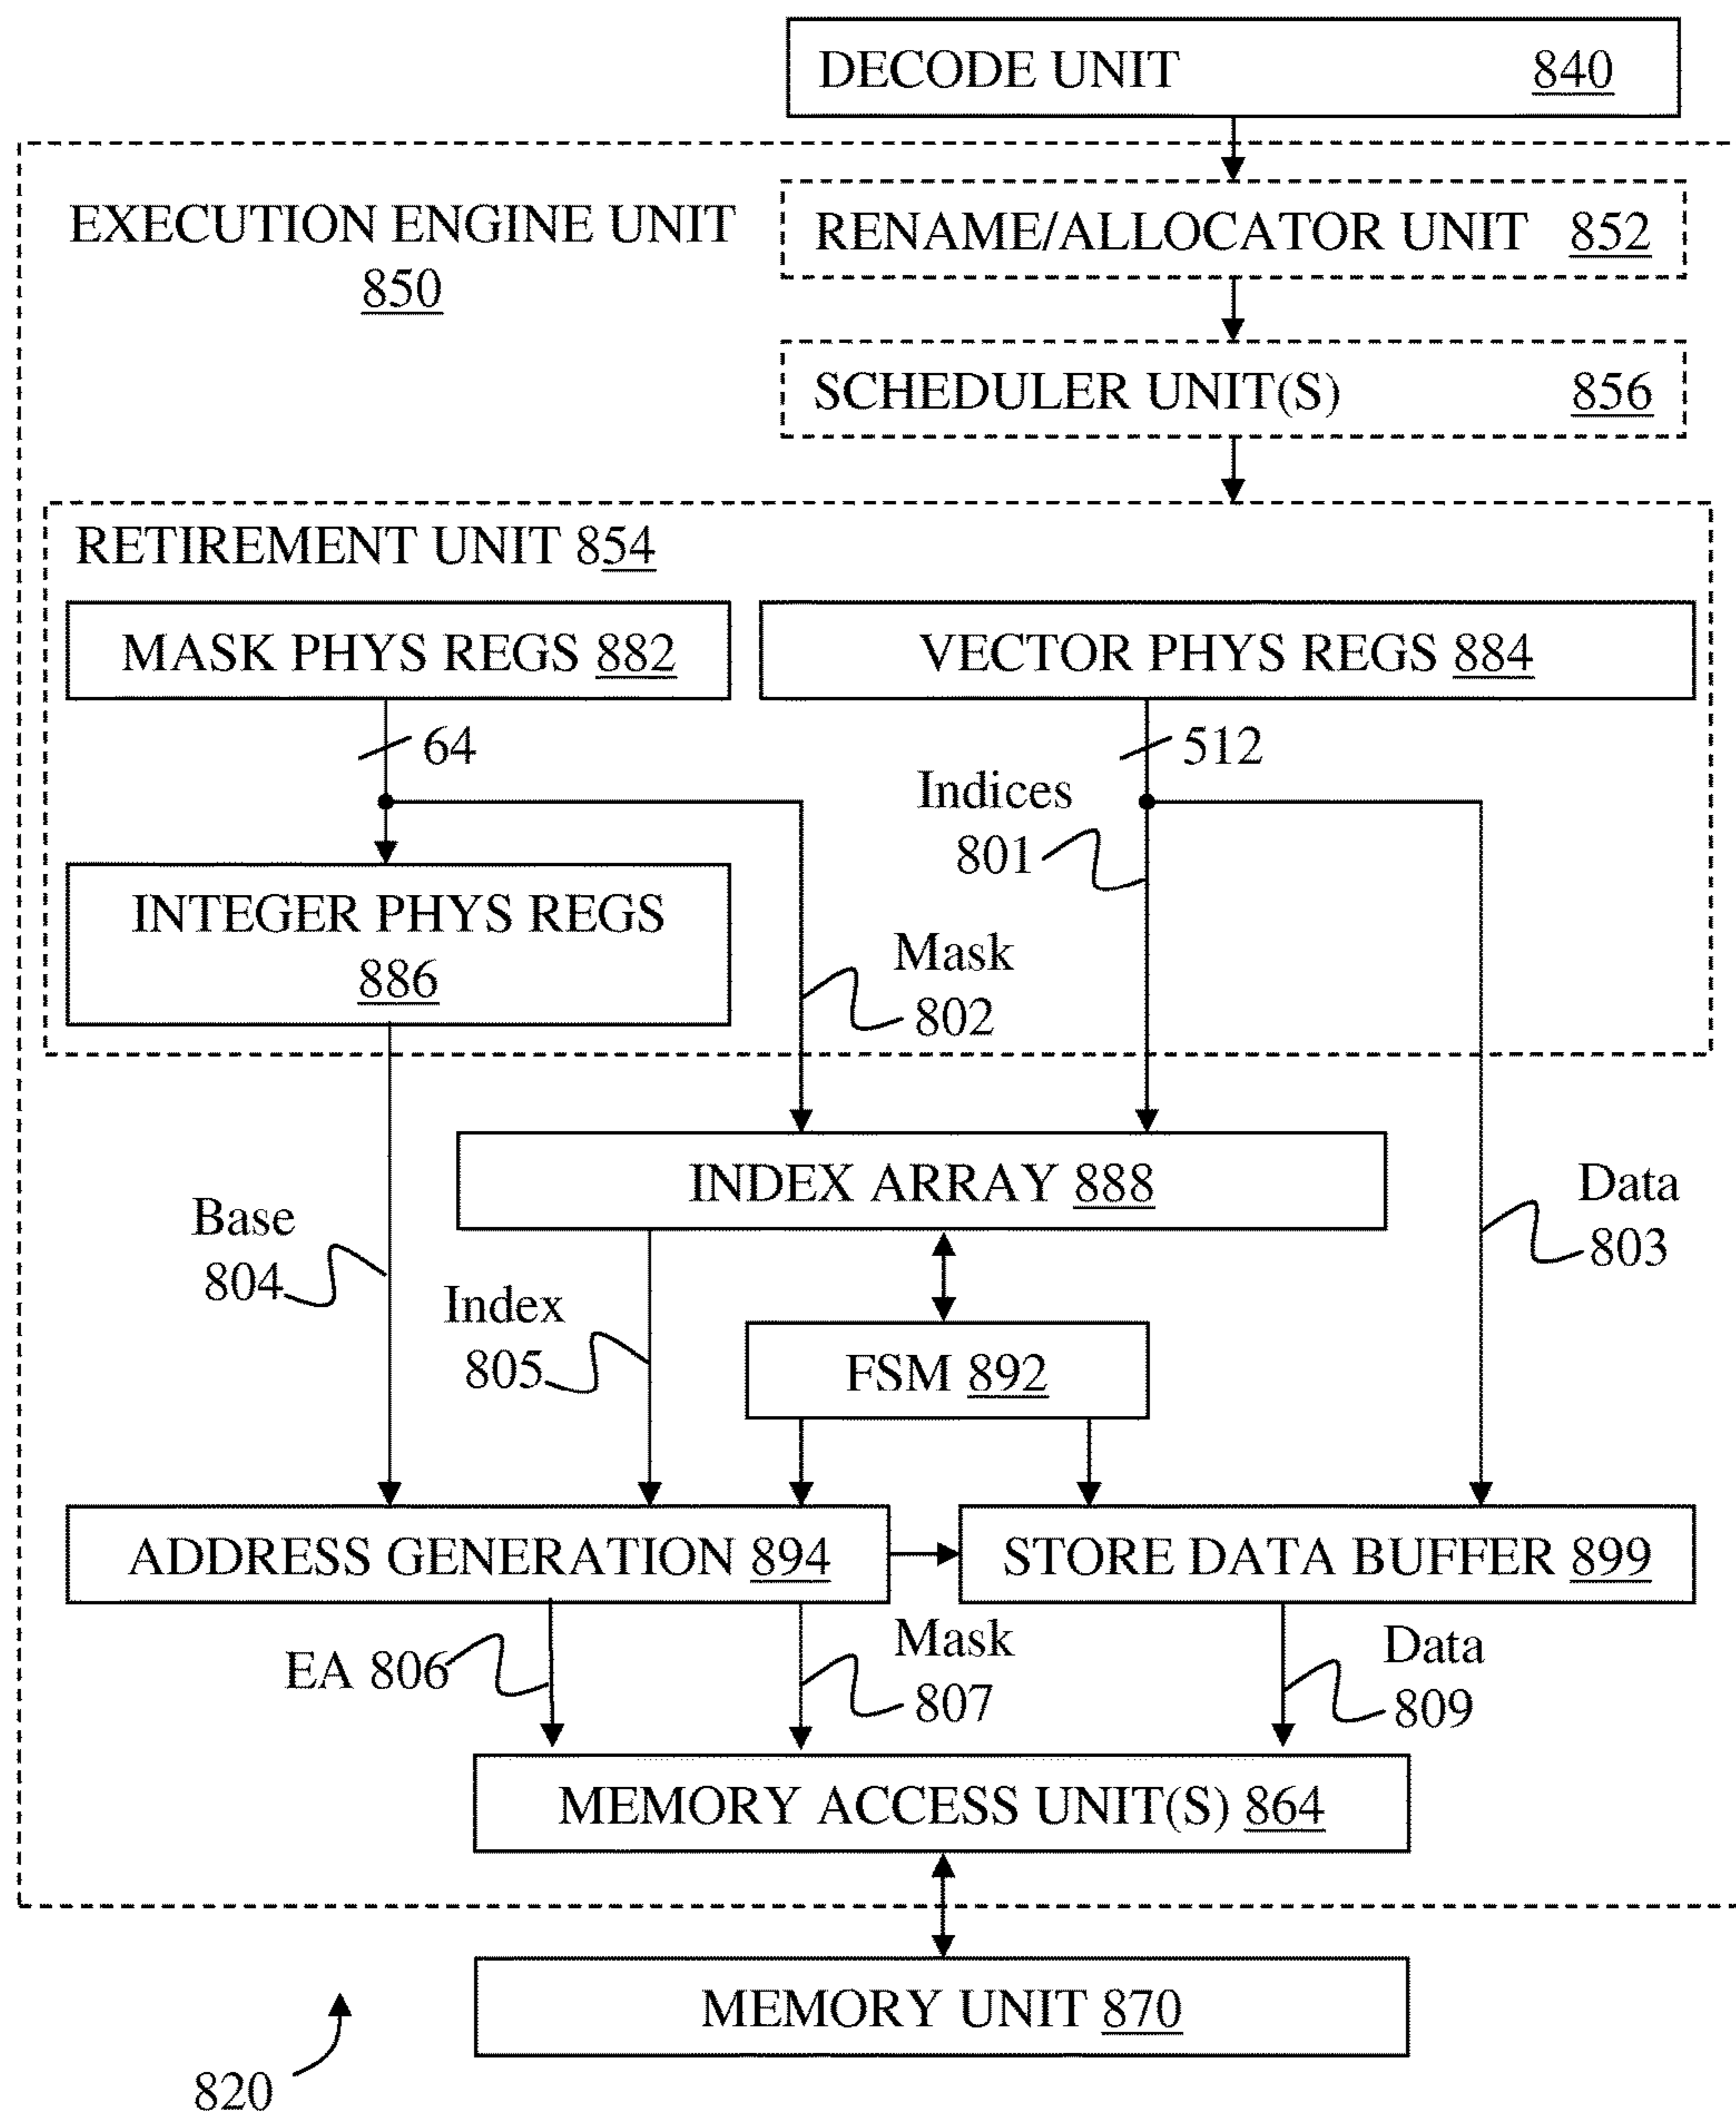 DECODE UNIT 840
EXECUTION ENGINE UNIT
850
RENAME/ALLOCATOR UNIT 852
SCHEDULER UNIT(S) 856
RETIREMENT UNIT 854
MASK PHYS REGS 882
VECTOR PHYS REGS 884
64
512
Indices
801
INTEGER PHYS REGS
886
Mask
802
INDEX ARRAY 888
Data
803
Base
804
Index
805
FSM 892
ADDRESS GENERATION 894
STORE DATA BUFFER 899
EA 806
Mask
807
Data
809
MEMORY ACCESS UNIT(S) 864
MEMORY UNIT 870
820